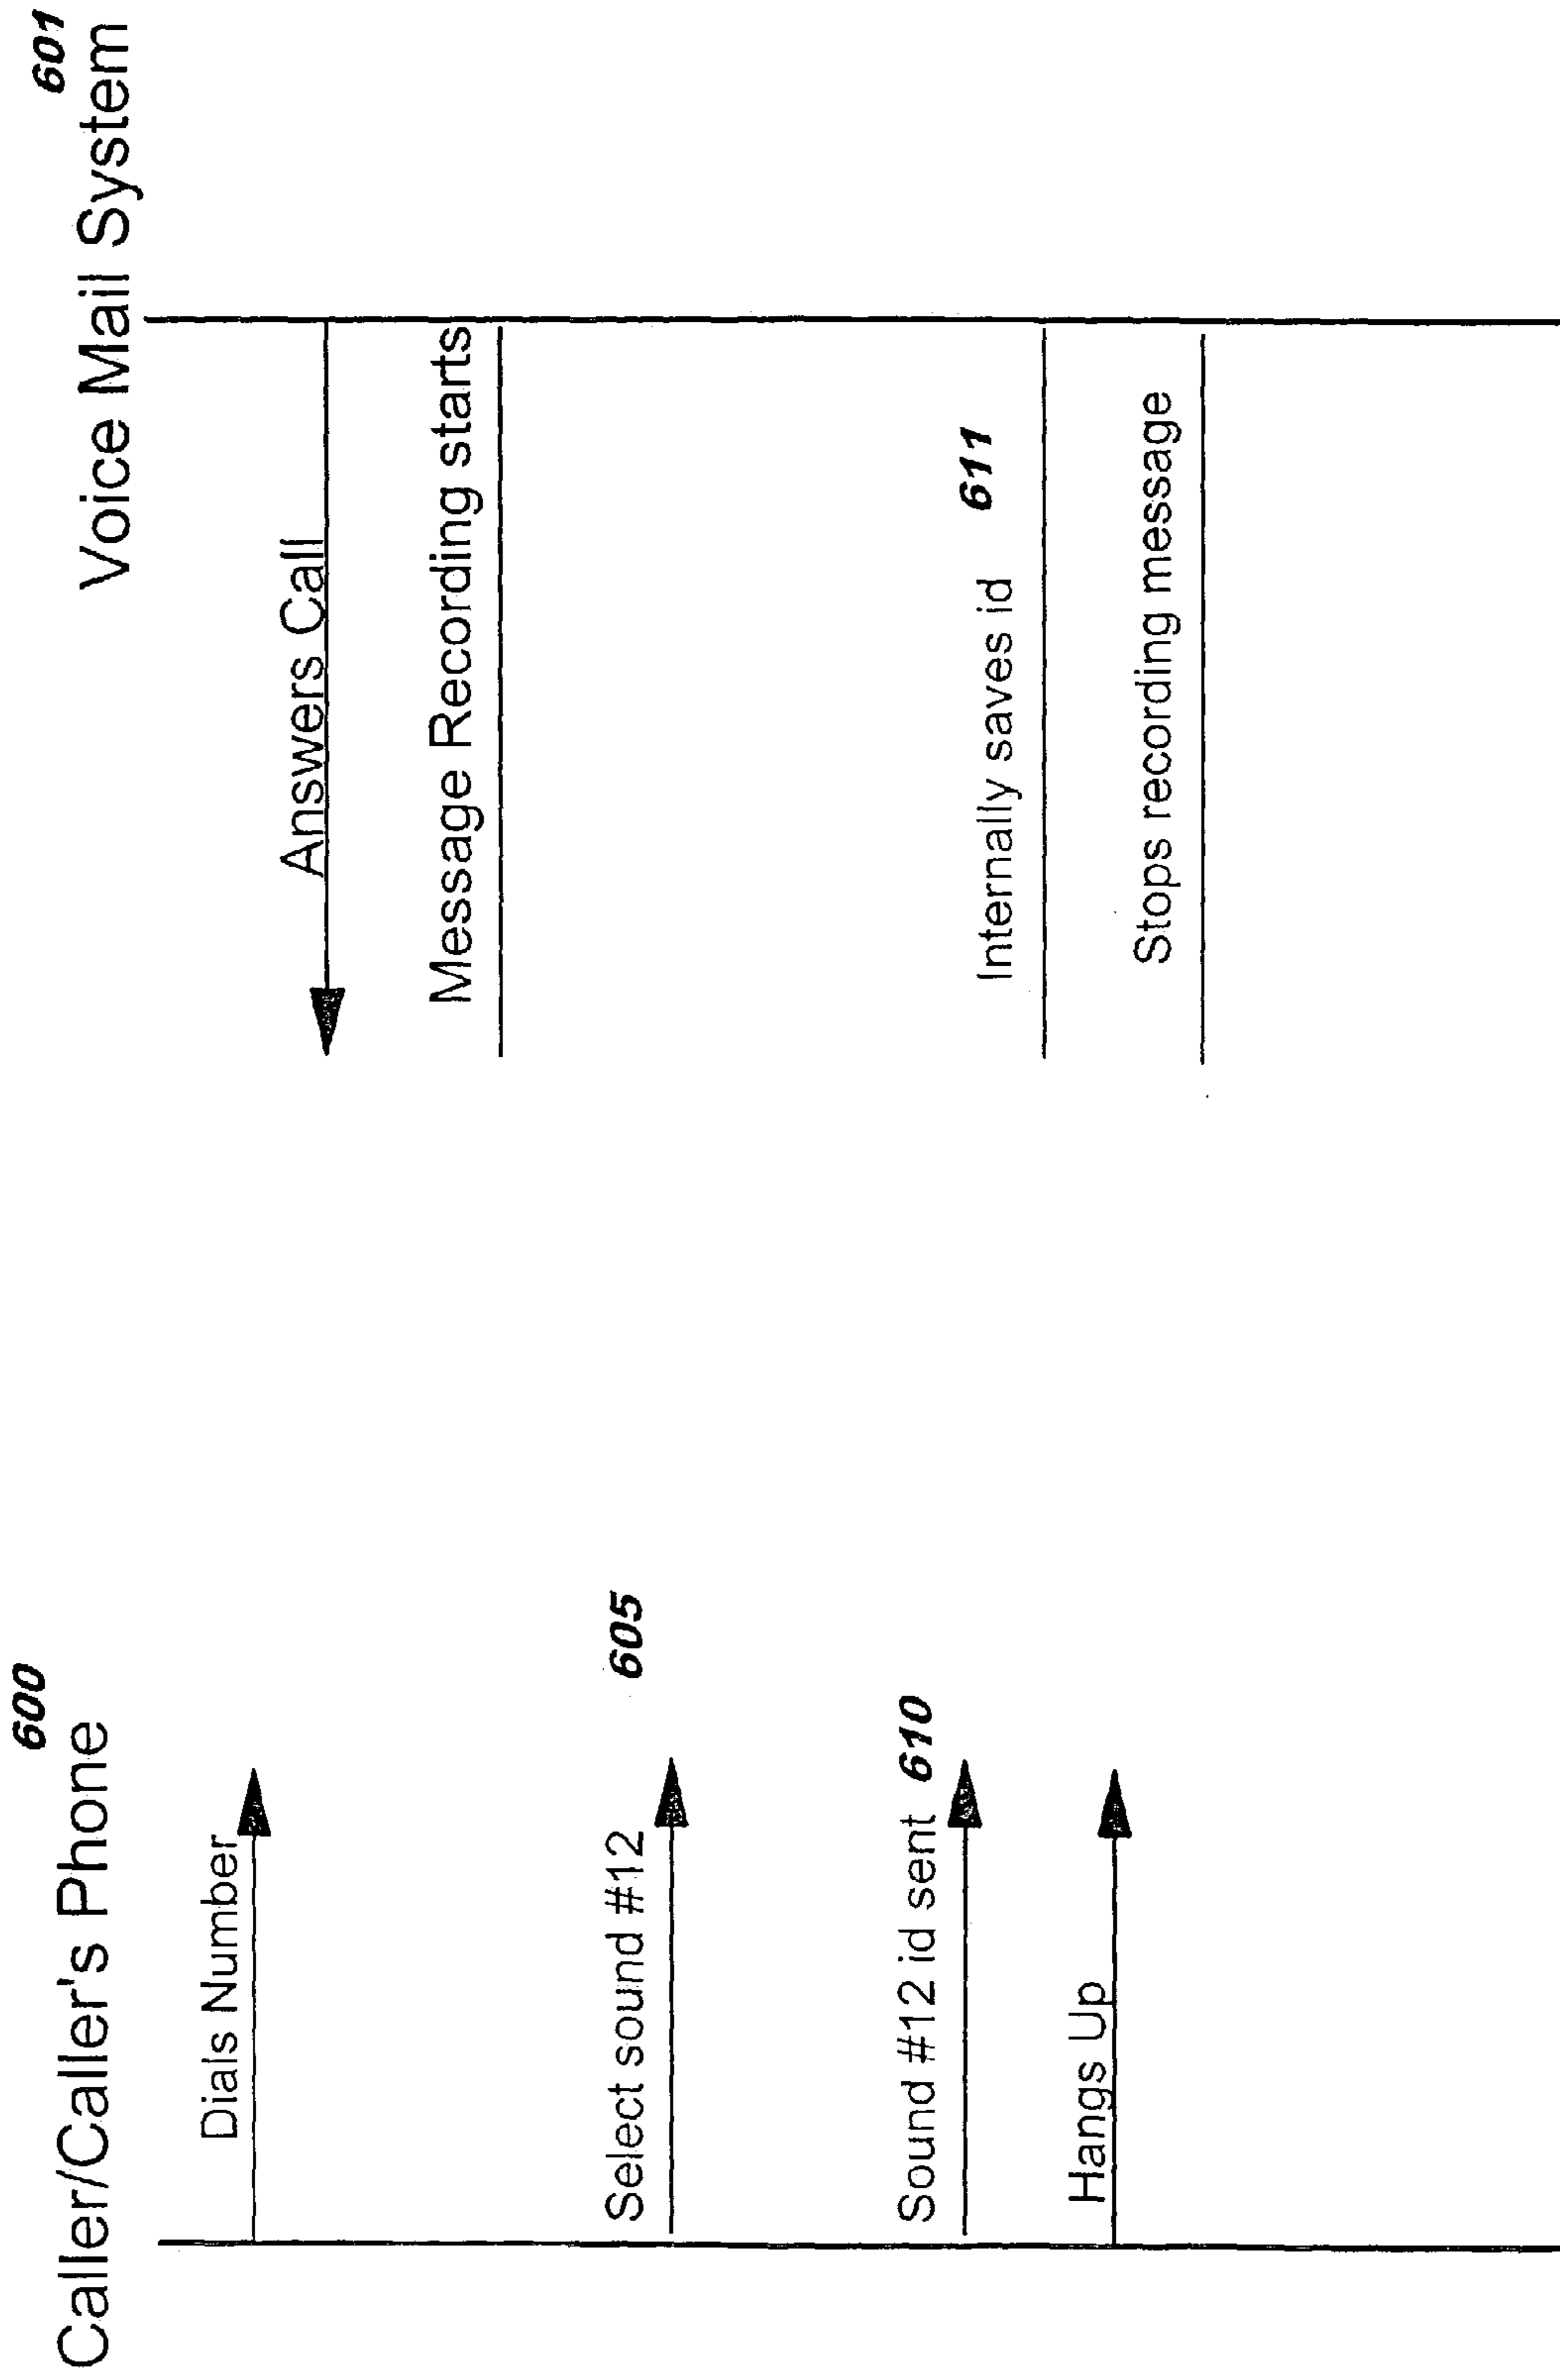 600
Caller/Caller's Phone
601
Voice Mail System
Dials Number
Answers Call
Message Recording starts
Select sound #12 605
Sound #12 id sent 610
Internally saves id 611
Hangs Up
Stops recording message